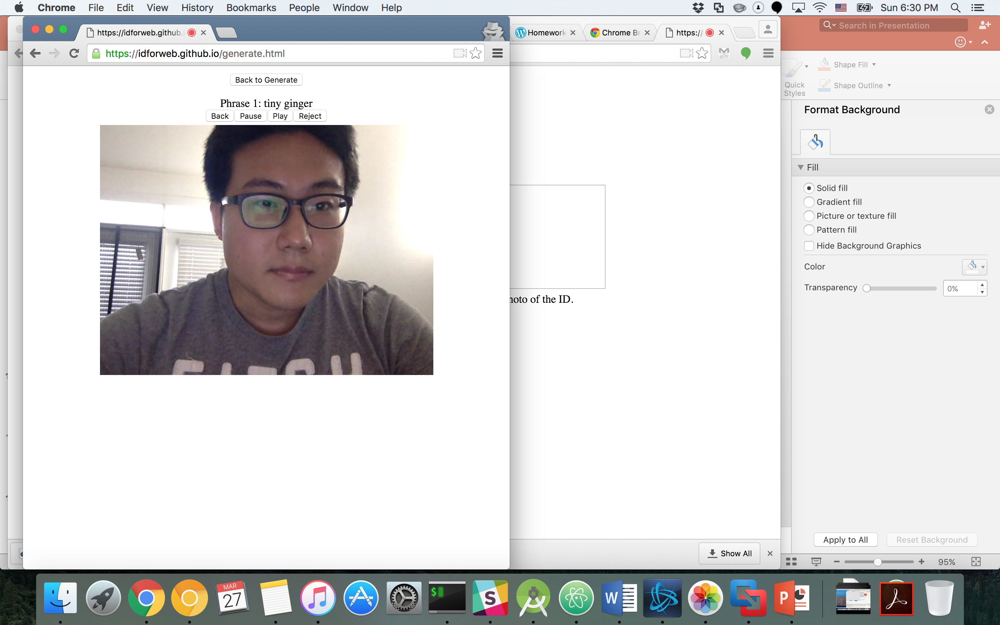 Chrome File Edit View History Bookmarks People Window Help
Sun 6:30 PM
https://idforweb.github.i
Homework
Chrome Br
https://
Search in Presentation
https://idforweb.github.io/generate.html
diff
Back to Generate
Phrase 1: tiny ginger
Back Pause Play Reject
Quick Styles
Shape Fill
Shape Outline
Format Background
Fill
Solid fill
Gradient fill
Picture or texture fill
Pattern fill
Hide Background Graphics
Color
Transparency 0%
hoto of the ID.
Apply to All Reset Background
Show All
95%
MAR
27
$
S
W
P